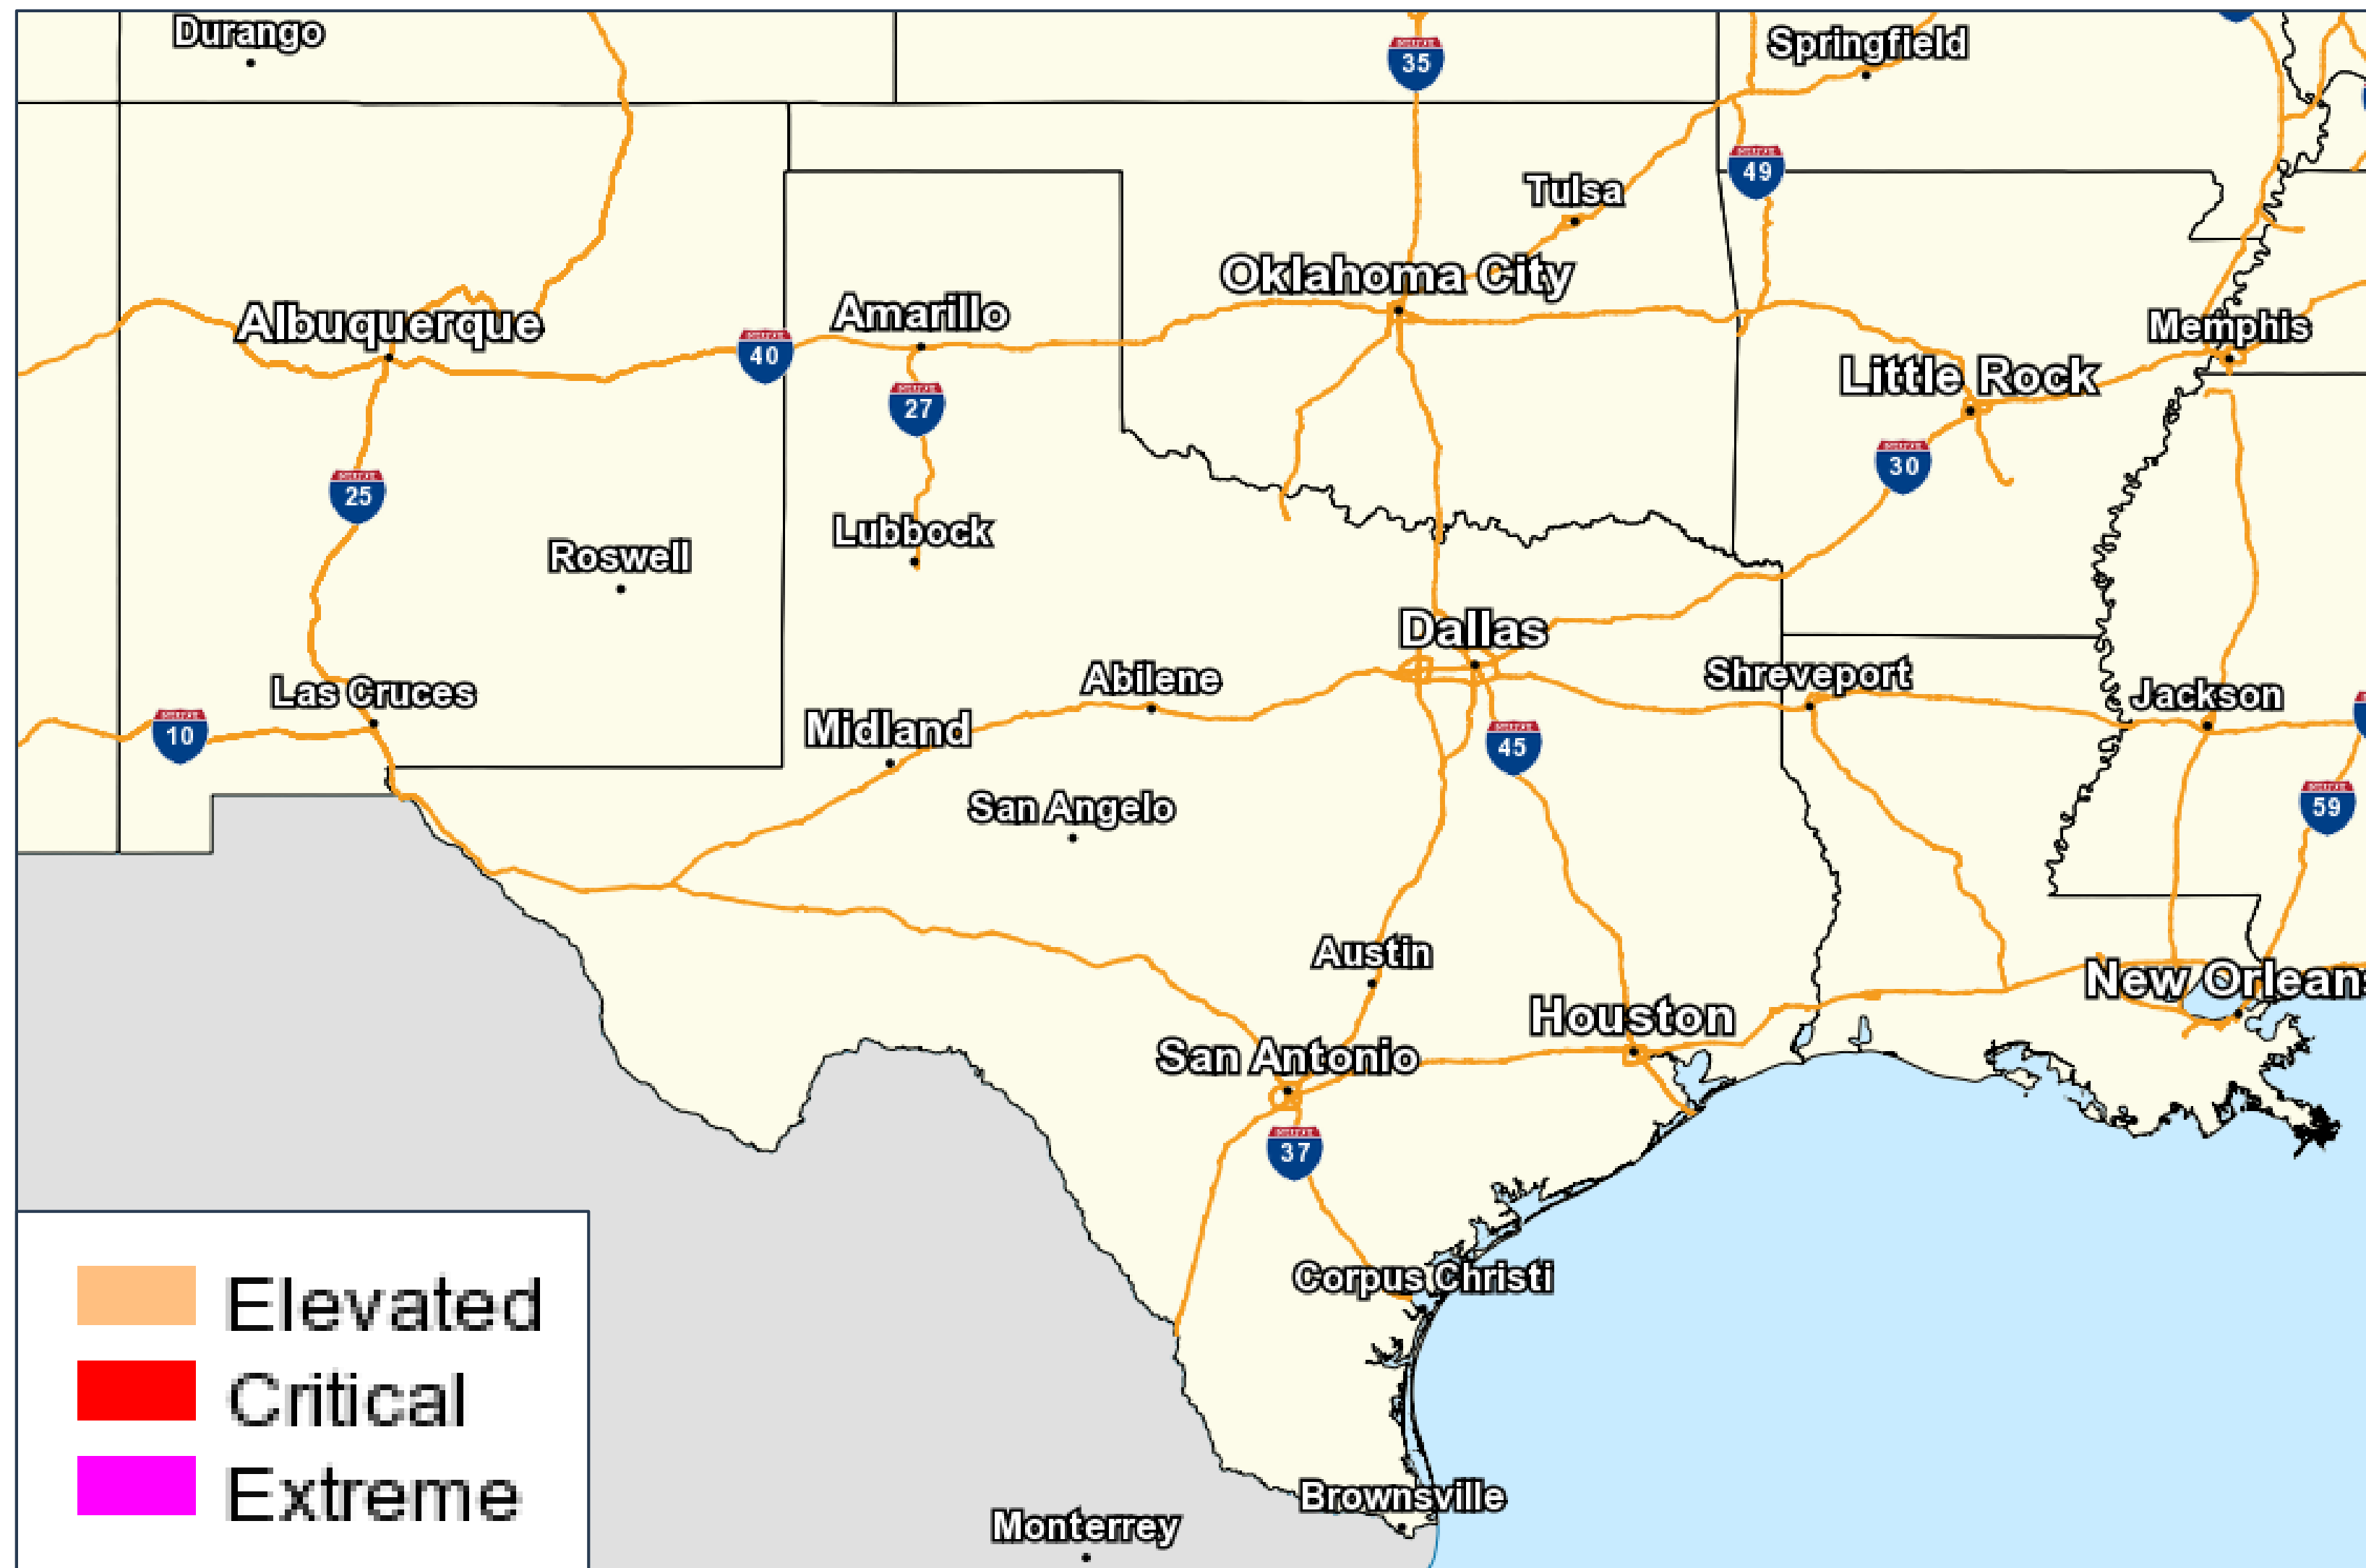 Durango
Springfield
35
49
Tulsa
Oklahoma City
Albuquerque
Amarillo
Memphis
40
Little Rock
27
30
25
Lubbock
Roswell
Dallas
Abilene
Shreveport
Las Cruces
Jackson
Midland
10
45
San Angelo
59
Austin
New Orleans
Houston
San Antonio
37
Corpus Christi
Elevated
Critical
Extreme
Brownsville
Monterrey